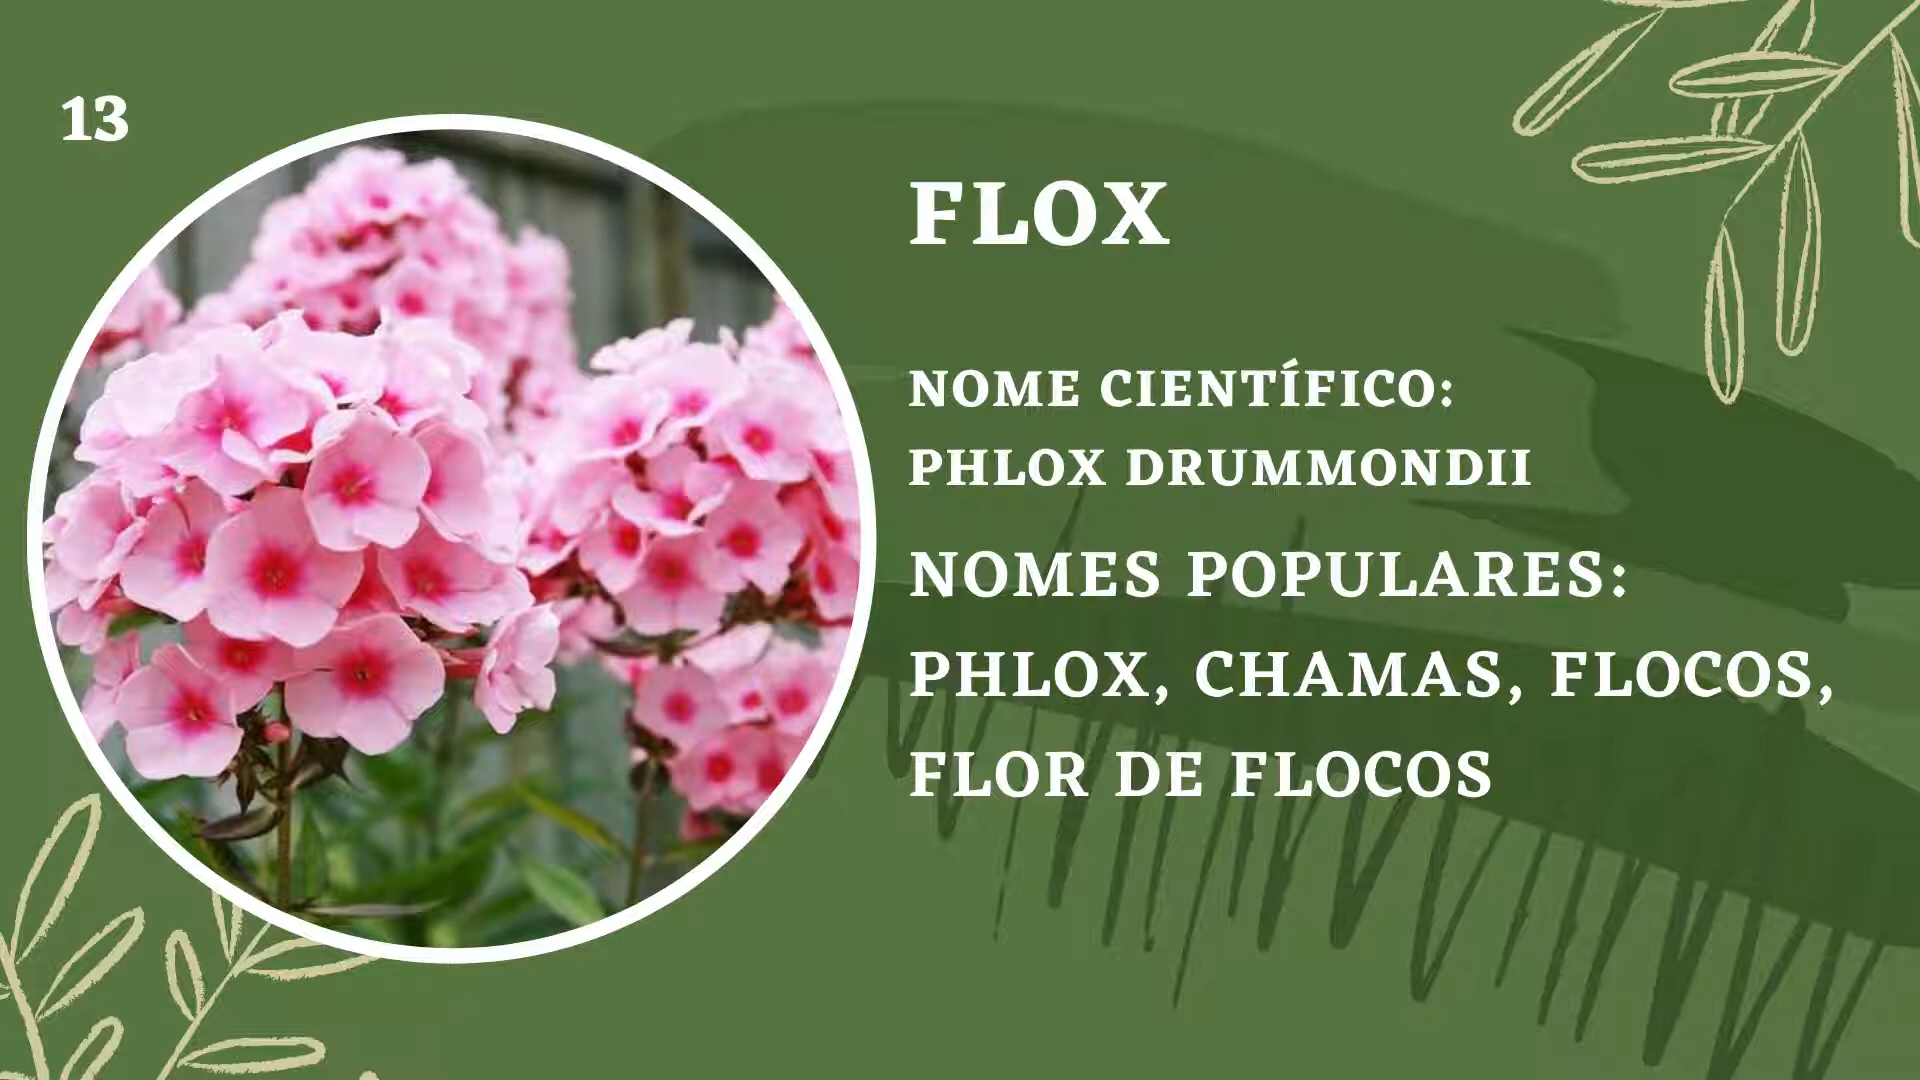 13
FLOX
NOME CIENTÍFICO:
PHLOX DRUMMONDII
NOMES POPULARES:
PHLOX, CHAMAS, FLOCOS,
FLOR DE FLOCOS